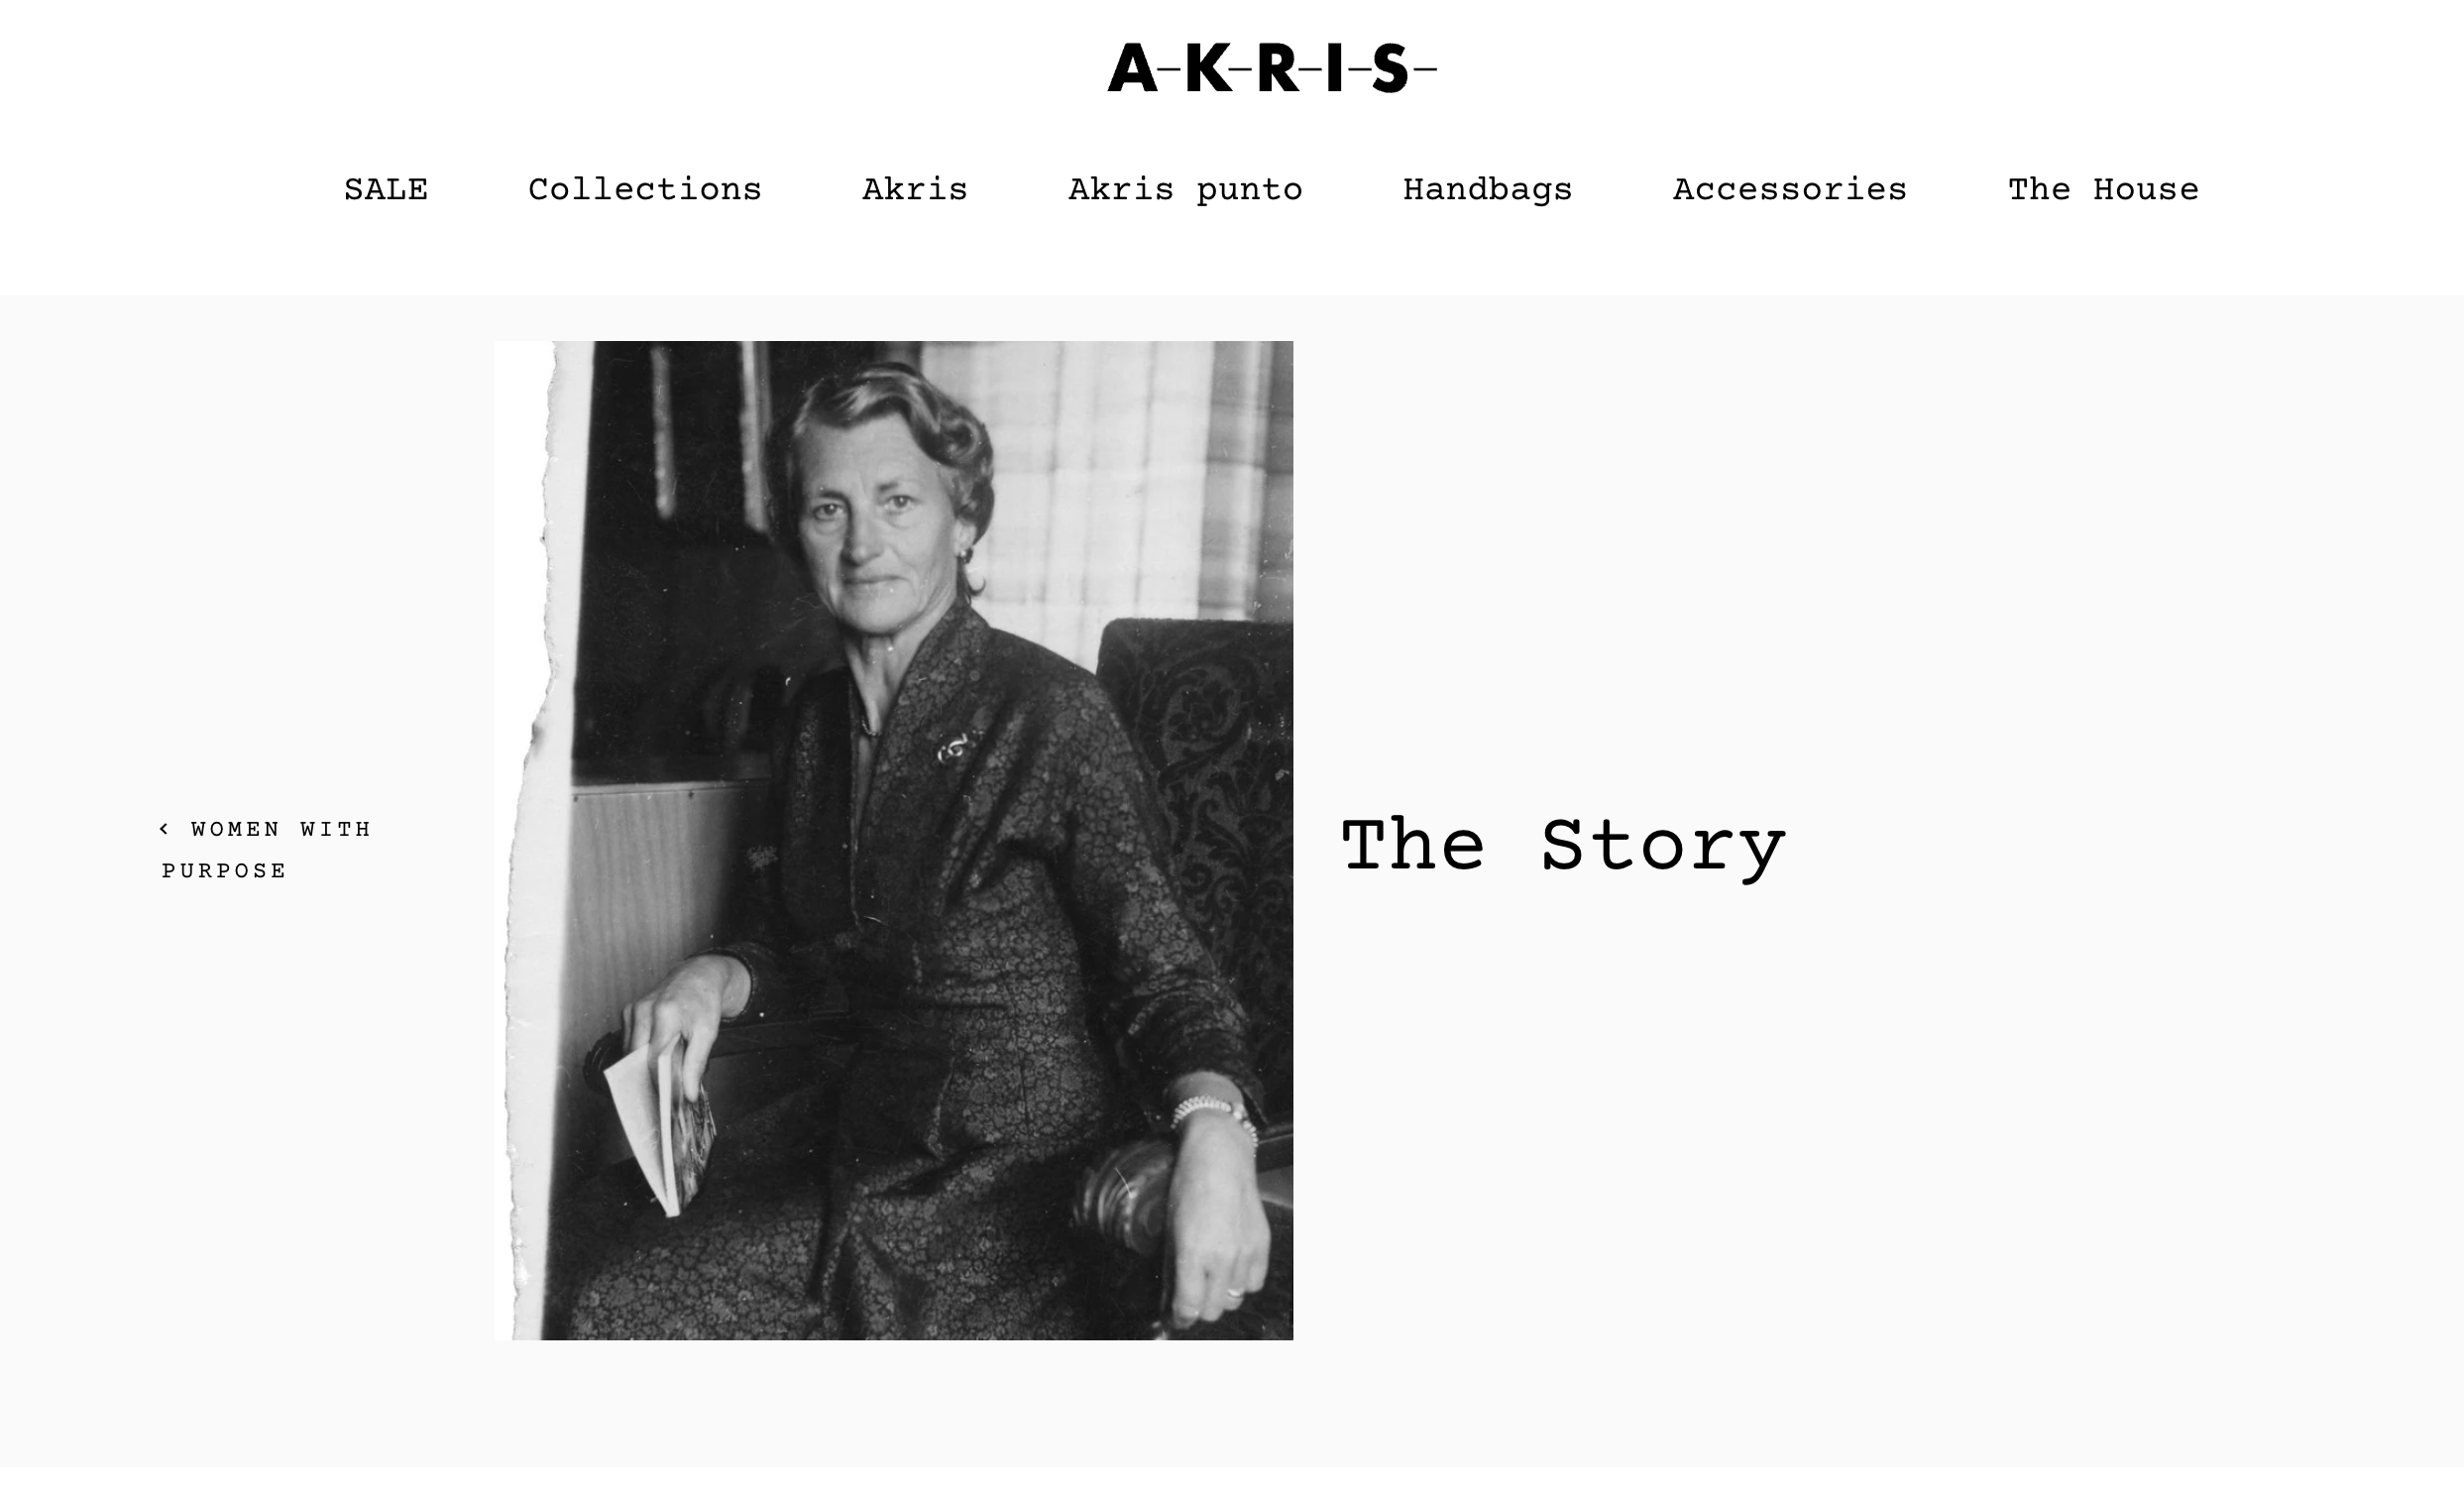 A-K-R-I-S-
SALE Collections Akris Akris punto Handbags Accessories The House
< WOMEN WITH
PURPOSE
The Story